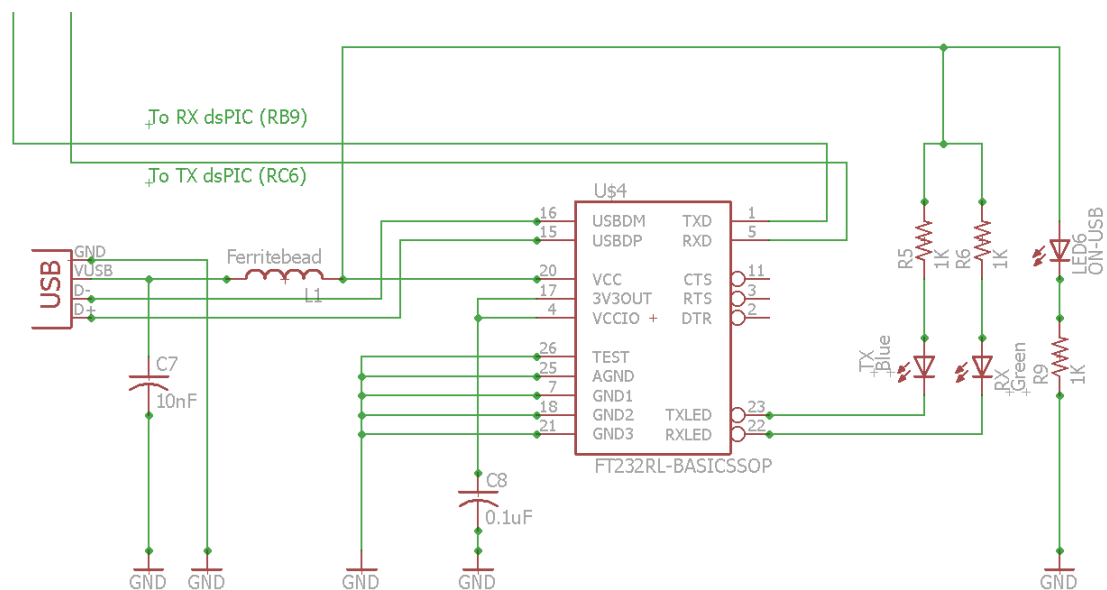 To RX dsPIC (RB9)
To TX dsPIC (RC6)
U$4
16 USBDM TXD 1
15 USBDP RXD 5
20 VCC CTS 11
17 3V3OUT RTS 3
4 VCCIO DTR 2
26 TEST
25 AGND
7 GND1
18 GND2 TXLED 23
21 GND3 RXLED 22
FT232RL-BASICSSOP
USB
GND
VUSB
D-
D+
Ferritebead
L1
C7
10nF
C8
0.1uF
R5
1K
R6
1K
LED6
ON-USB
TX
Blue
RX
Green
R9
1K
GND
GND
GND
GND
GND